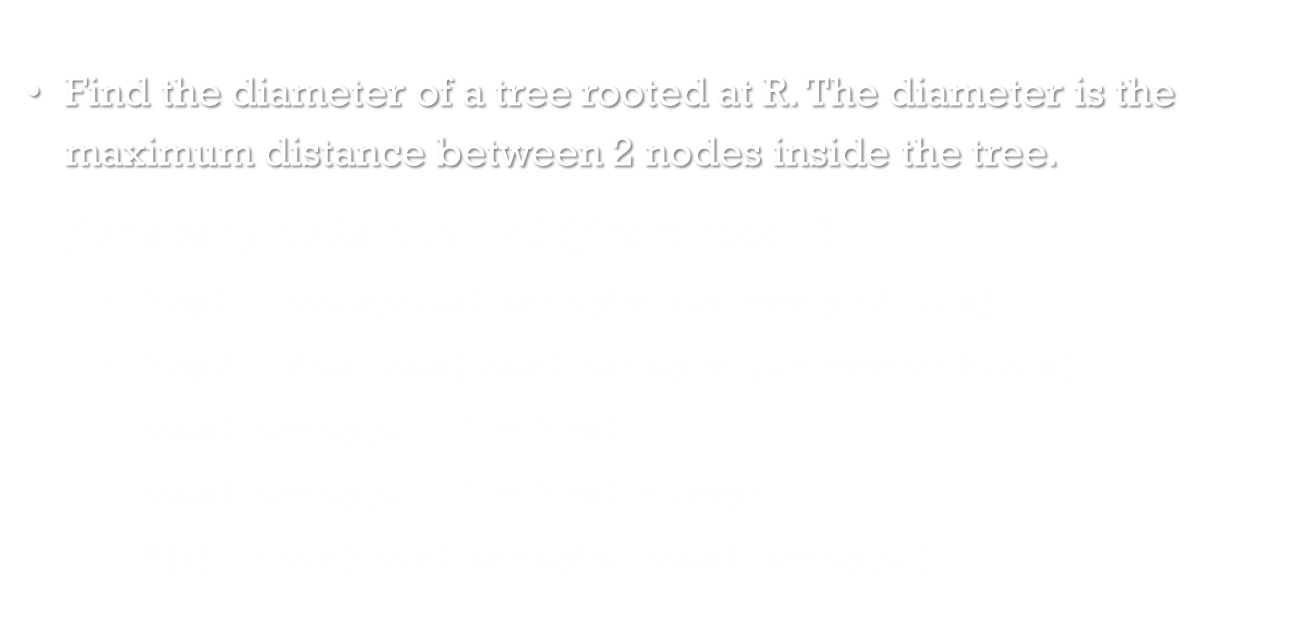 • Find the diameter of a tree rooted at R. The diameter is the
maximum distance between 2 nodes inside the tree.